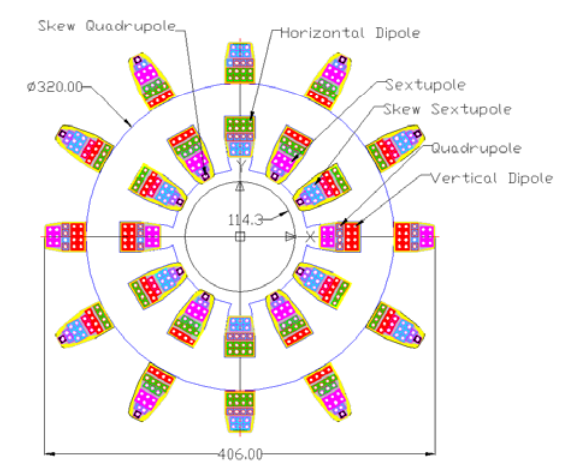 Skew Quadrupole
Horizontal Dipole
Ø320.00
Sextupole
Skew Sextupole
Quadrupole
Vertical Dipole
Y
114.3
X
406.00